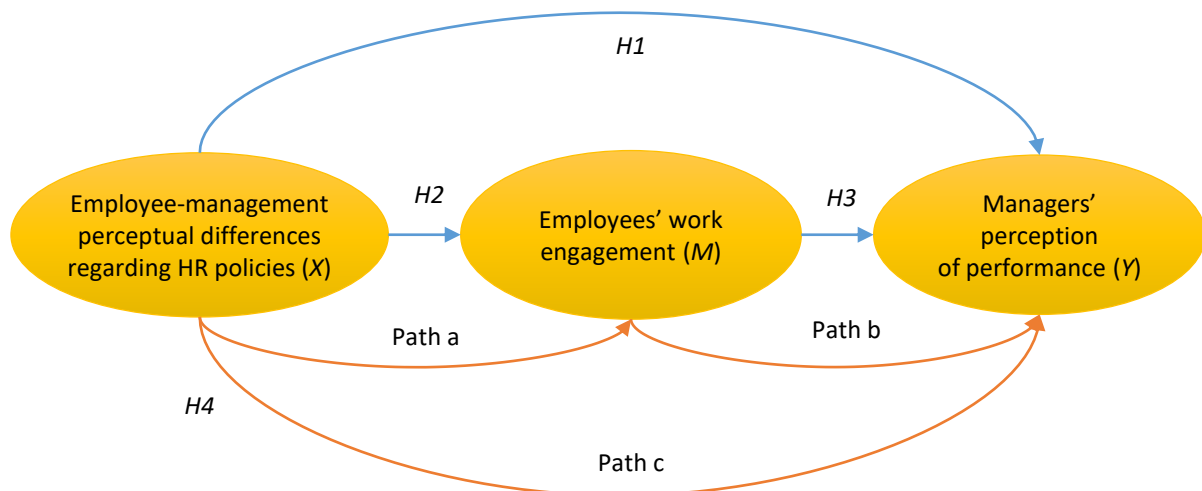 H1
Employee-management
perceptual differences
regarding HR policies (X)
H2
Employees’ work
engagement (M)
H3
Managers’
perception
of performance (Y)
Path a
Path b
H4
Path c